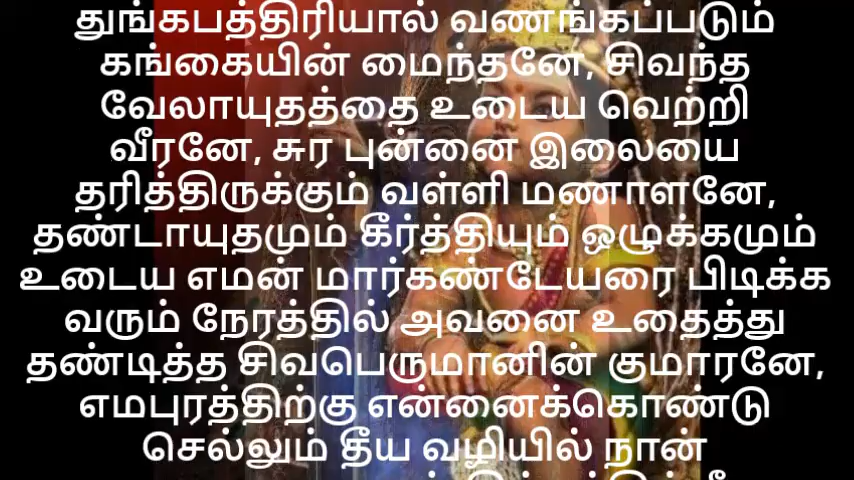 துங்கபத்திரியால் வணங்கப்படும்
கங்கையின் மைந்தனே, சிவந்த
வேலாயுதத்தை உடைய வெற்றி
வீரனே, சுர புன்னை இலையை
தரித்திருக்கும் வள்ளி மணாளனே,
தண்டாயுதமும் கீர்த்தியும் ஒழுக்கமும்
உடைய எமன் மார்கண்டேயரை பிடிக்க
வரும் நேரத்தில் அவனை உதைத்து
தண்டித்த சிவபெருமானின் குமாரனே,
எமபுரத்திற்கு என்னைக்கொண்டு
செல்லும் தீய வழியில் நான்